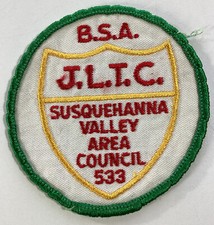 B.S.A.
J.L.T.C.
SUSQUEHANNA
VALLEY
AREA
COUNCIL
533